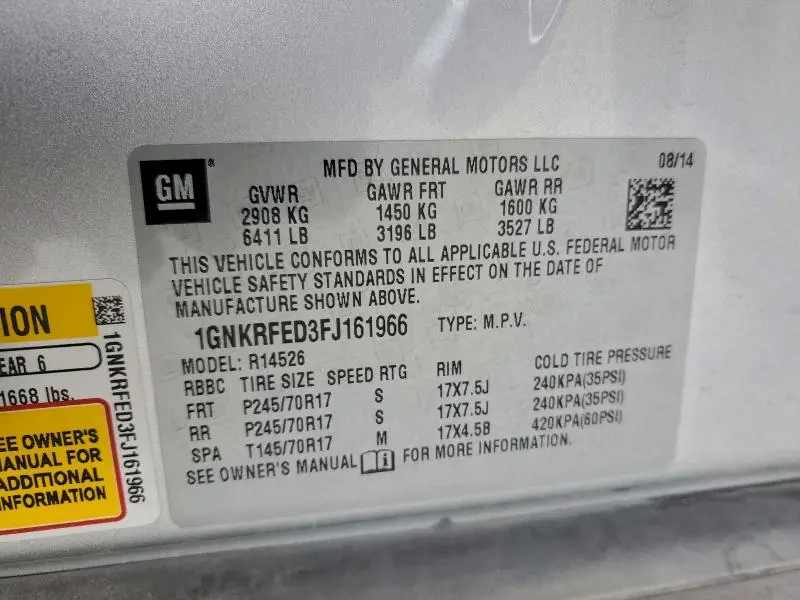 GM ®
MFD BY GENERAL MOTORS LLC 08/14
GVWR GAWR FRT GAWR RR
2908 KG 1450 KG 1600 KG
6411 LB 3196 LB 3527 LB
THIS VEHICLE CONFORMS TO ALL APPLICABLE U.S. FEDERAL MOTOR
VEHICLE SAFETY STANDARDS IN EFFECT ON THE DATE OF
MANUFACTURE SHOWN ABOVE.
1GNKRFED3FJ161966 TYPE: M.P.V.
MODEL: R14526
RBBC TIRE SIZE SPEED RTG RIM COLD TIRE PRESSURE
FRT P245/70R17 S 17X7.5J 240KPA(35PSI)
RR P245/70R17 S 17X7.5J 240KPA(35PSI)
SPA T145/70R17 M 17X4.5B 420KPA(60PSI)
SEE OWNER'S MANUAL FOR MORE INFORMATION.
ION
EAR 6
1668 lbs.
EE OWNER'S
ANUAL FOR
ADDITIONAL
NFORMATION
1GNKRFED3FJ161966